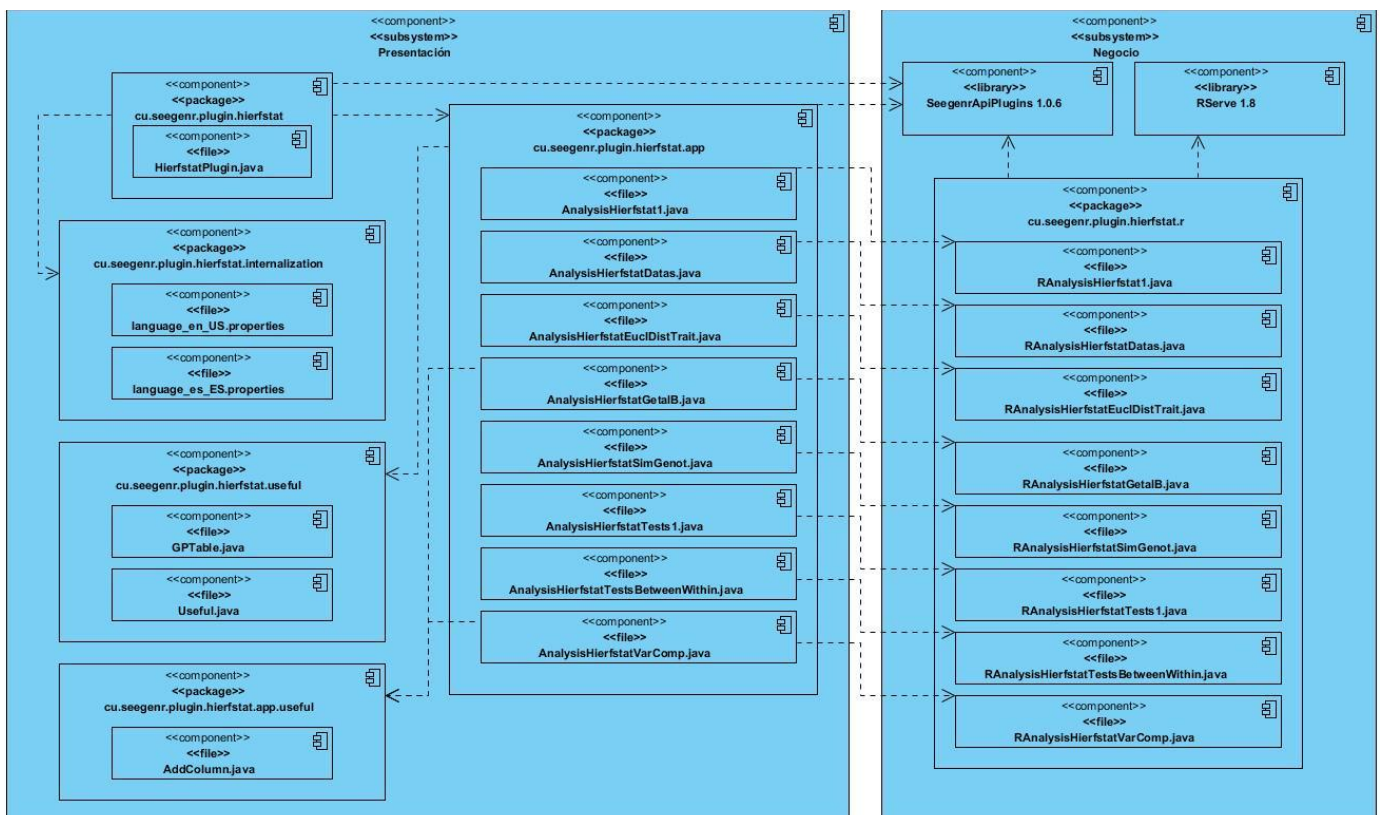 <<component>>
<<subsystem>>
Presentación
<<component>>
<<package>>
cu.seegenr.plugin.hierfstat
<<component>>
<<file>>
HierfstatPlugin.java
<<component>>
<<package>>
cu.seegenr.plugin.hierfstat.internalization
<<component>>
<<file>>
language_en_US.properties
<<component>>
<<file>>
language_es_ES.properties
<<component>>
<<package>>
cu.seegenr.plugin.hierfstat.useful
<<component>>
<<file>>
GPTable.java
<<component>>
<<file>>
Useful.java
<<component>>
<<package>>
cu.seegenr.plugin.hierfstat.app.useful
<<component>>
<<file>>
AddColumn.java
<<component>>
<<package>>
cu.seegenr.plugin.hierfstat.app
<<component>>
<<file>>
AnalysisHierfstat1.java
<<component>>
<<file>>
AnalysisHierfstatDatas.java
<<component>>
<<file>>
AnalysisHierfstatEuclDistTrait.java
<<component>>
<<file>>
AnalysisHierfstatGetalB.java
<<component>>
<<file>>
AnalysisHierfstatSimGenot.java
<<component>>
<<file>>
AnalysisHierfstatTests1.java
<<component>>
<<file>>
AnalysisHierfstatTestsBetweenWithin.java
<<component>>
<<file>>
AnalysisHierfstatVarComp.java
<<component>>
<<subsystem>>
Negocio
<<component>>
<<library>>
SeegenrApiPlugins 1.0.6
<<component>>
<<library>>
RServe 1.8
<<component>>
<<package>>
cu.seegenr.plugin.hierfstat.r
<<component>>
<<file>>
RAnalysisHierfstat1.java
<<component>>
<<file>>
RAnalysisHierfstatDatas.java
<<component>>
<<file>>
RAnalysisHierfstatEuclDistTrait.java
<<component>>
<<file>>
RAnalysisHierfstatGetalB.java
<<component>>
<<file>>
RAnalysisHierfstatSimGenot.java
<<component>>
<<file>>
RAnalysisHierfstatTests1.java
<<component>>
<<file>>
RAnalysisHierfstatTestsBetweenWithin.java
<<component>>
<<file>>
RAnalysisHierfstatVarComp.java